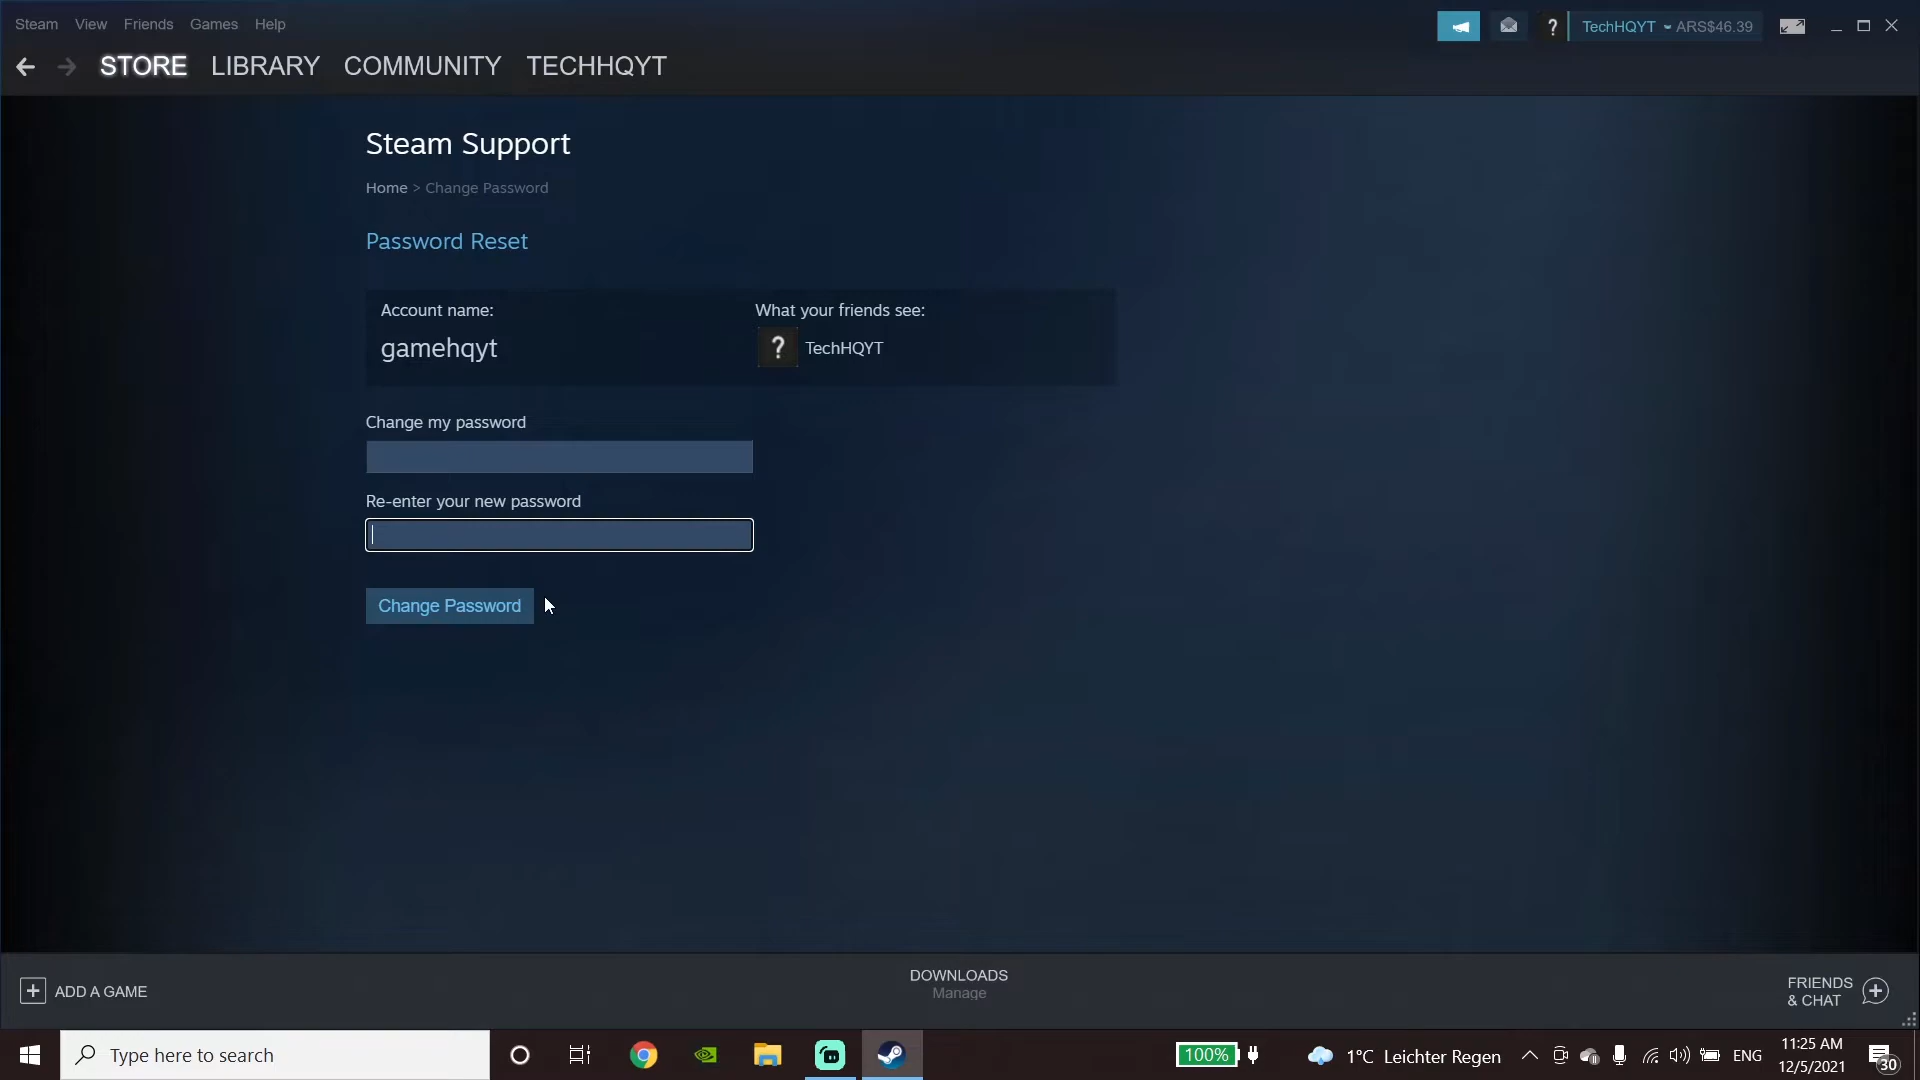 Steam View Friends Games Help
TechHQYT ARS$46.39
STORE LIBRARY COMMUNITY TECHHQYT
Steam Support
Home > Change Password
Password Reset
Account name:
gamehqyt
What your friends see:
?
TechHQYT
Change my password
Re-enter your new password
Change Password
+ ADD A GAME
DOWNLOADS
Manage
FRIENDS
& CHAT
Type here to search
100%
1°C Leichter Regen
ENG
11:25 AM
12/5/2021
30